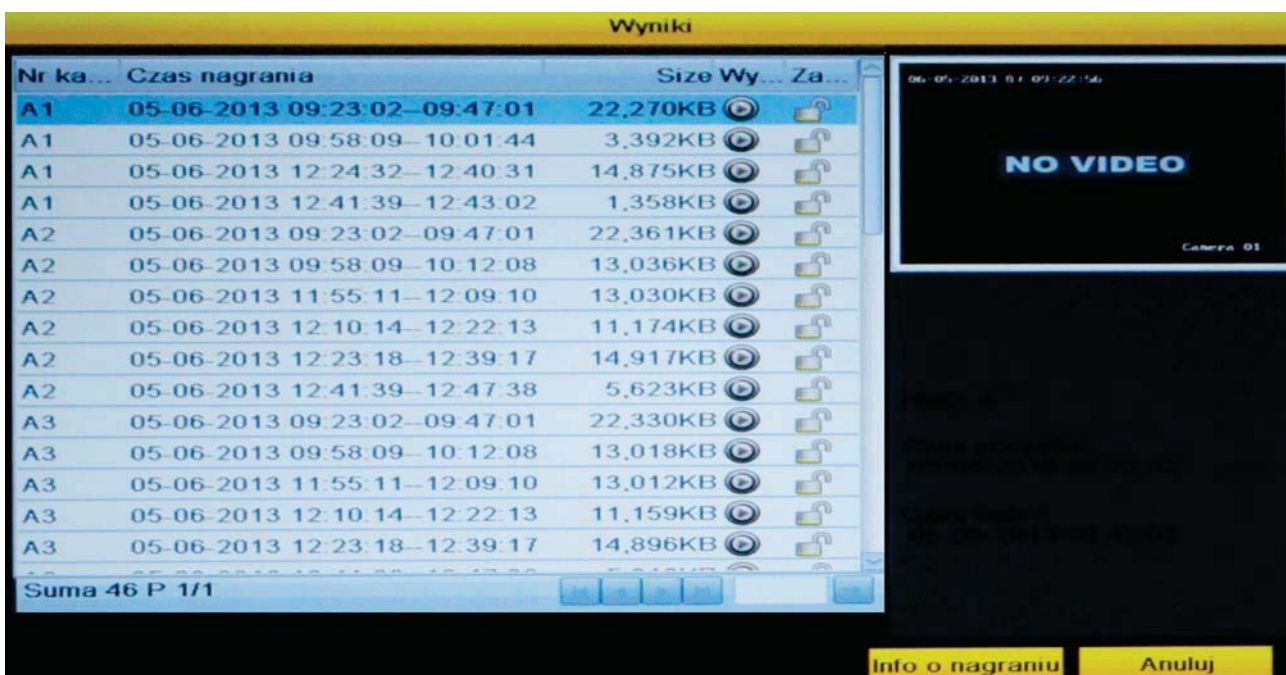 Wyniki
Nr ka... Czas nagrania Size Wy... Za...
A1 05-06-2013 09:23:02--09:47:01 22,270KB
A1 05-06-2013 09:58:09--10:01:44 3,392KB
A1 05-06-2013 12:24:32--12:40:31 14,875KB
A1 05-06-2013 12:41:39--12:43:02 1,358KB
A2 05-06-2013 09:23:02--09:47:01 22,361KB
A2 05-06-2013 09:58:09--10:12:08 13,036KB
A2 05-06-2013 11:55:11--12:09:10 13,030KB
A2 05-06-2013 12:10:14--12:22:13 11,174KB
A2 05-06-2013 12:23:18--12:39:17 14,917KB
A2 05-06-2013 12:41:39--12:47:38 5,623KB
A3 05-06-2013 09:23:02--09:47:01 22,330KB
A3 05-06-2013 09:58:09--10:12:08 13,018KB
A3 05-06-2013 11:55:11--12:09:10 13,012KB
A3 05-06-2013 12:10:14--12:22:13 11,159KB
A3 05-06-2013 12:23:18--12:39:17 14,896KB
Suma 46 P 1/1
06-05-2013 09:22:56
NO VIDEO
Camera 01
Info o nagraniu
Anuluj